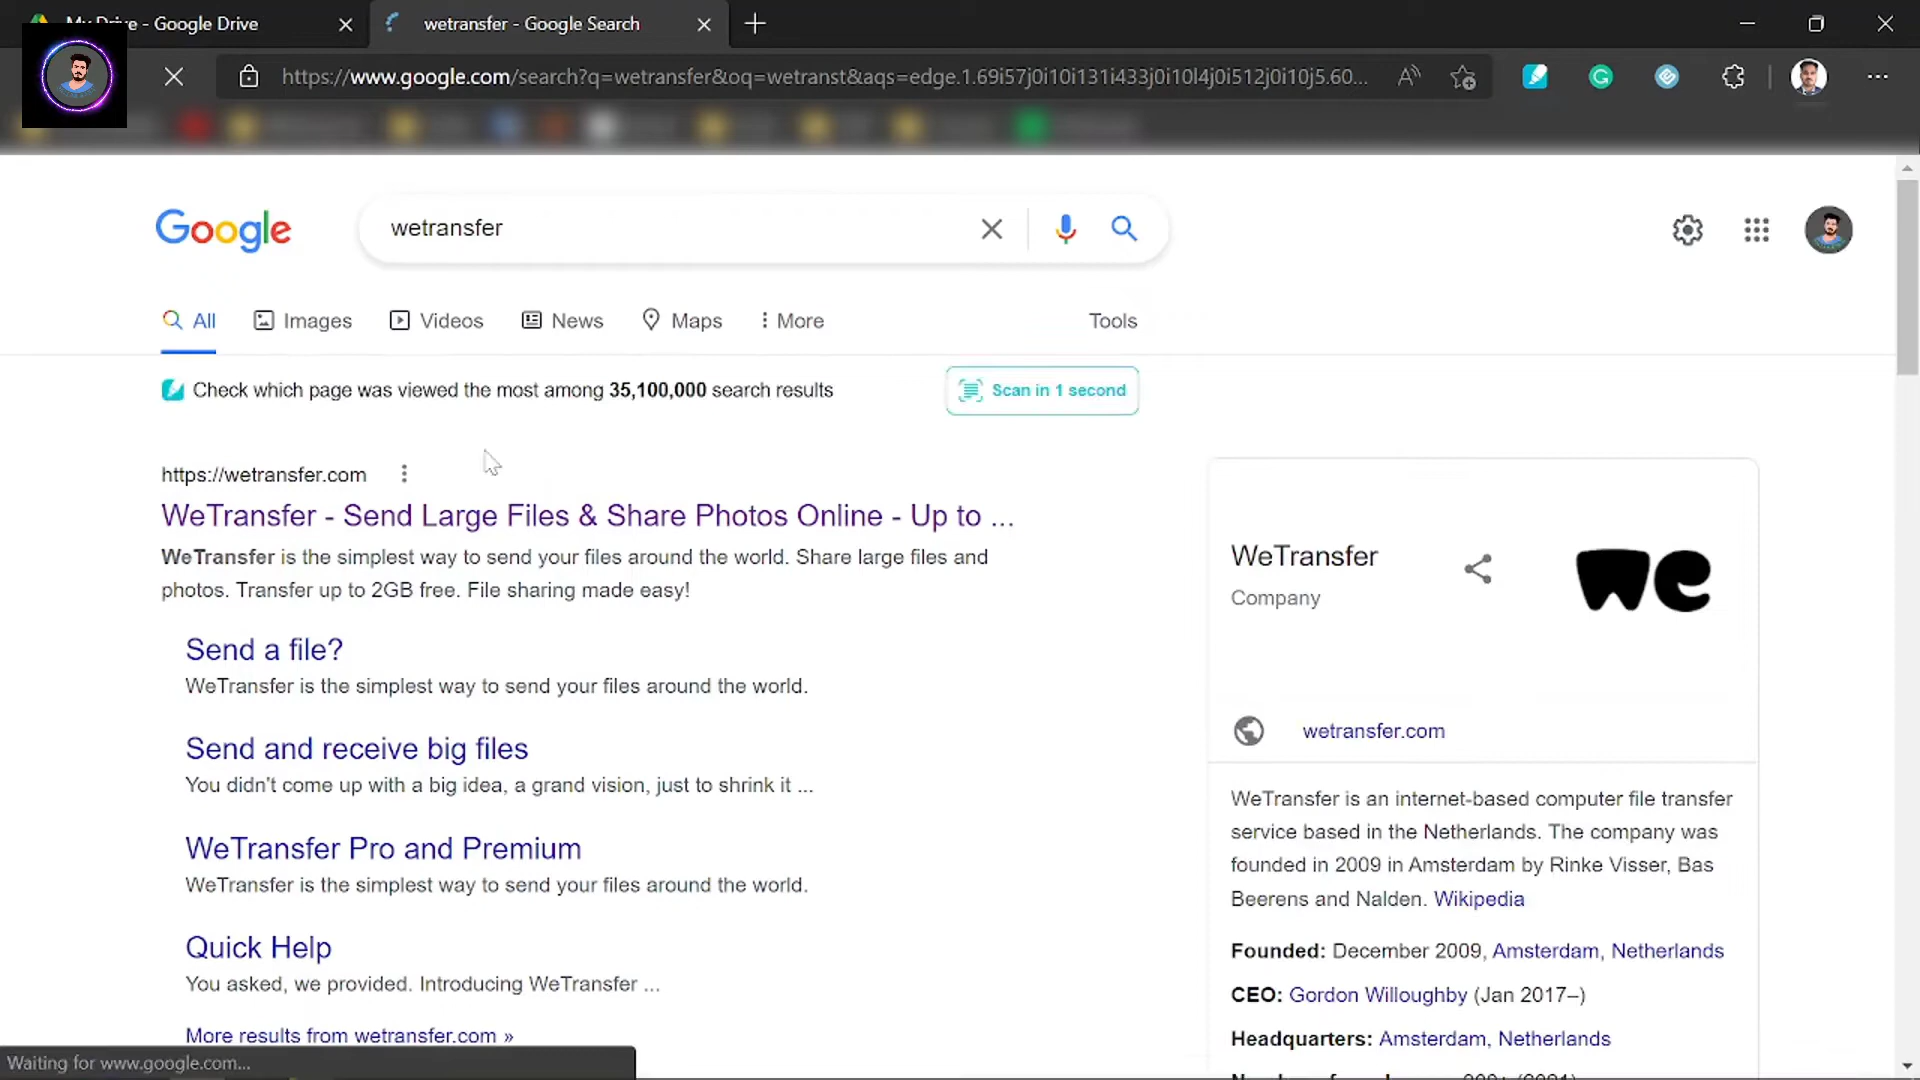 My Drive - Google Drive
wetransfer - Google Search
https://www.google.com/search?q=wetransfer&oq=wetranst&aqs=edge.1.69i57j0i10i131i433j0i10l4j0i512j0i10j5.60...
Google
wetransfer
All
Images
Videos
News
Maps
More
Tools
Check which page was viewed the most among 35,100,000 search results
Scan in 1 second
https://wetransfer.com
WeTransfer - Send Large Files & Share Photos Online - Up to ...
WeTransfer is the simplest way to send your files around the world. Share large files and
photos. Transfer up to 2GB free. File sharing made easy!
Send a file?
WeTransfer is the simplest way to send your files around the world.
Send and receive big files
You didn't come up with a big idea, a grand vision, just to shrink it ...
WeTransfer Pro and Premium
WeTransfer is the simplest way to send your files around the world.
Quick Help
You asked, we provided. Introducing WeTransfer ...
More results from wetransfer.com »
WeTransfer
Company
we
wetransfer.com
WeTransfer is an internet-based computer file transfer
service based in the Netherlands. The company was
founded in 2009 in Amsterdam by Rinke Visser, Bas
Beerens and Nalden. Wikipedia
Founded: December 2009, Amsterdam, Netherlands
CEO: Gordon Willoughby (Jan 2017–)
Headquarters: Amsterdam, Netherlands
Waiting for www.google.com...